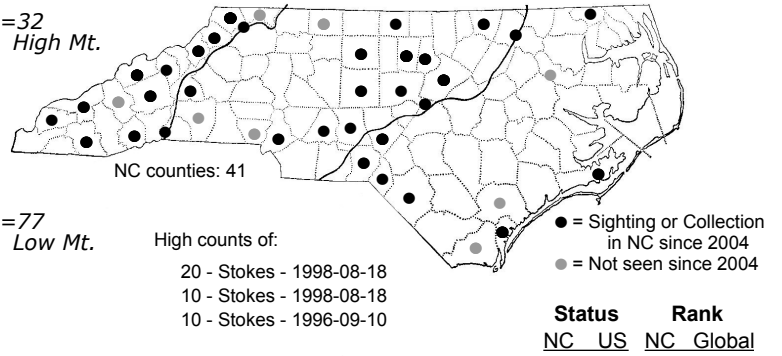 =32
High Mt.
NC counties: 41
=77
Low Mt.
High counts of:
20 - Stokes - 1998-08-18
10 - Stokes - 1998-08-18
10 - Stokes - 1996-09-10
= Sighting or Collection
in NC since 2004
= Not seen since 2004
Status Rank
NC US NC Global